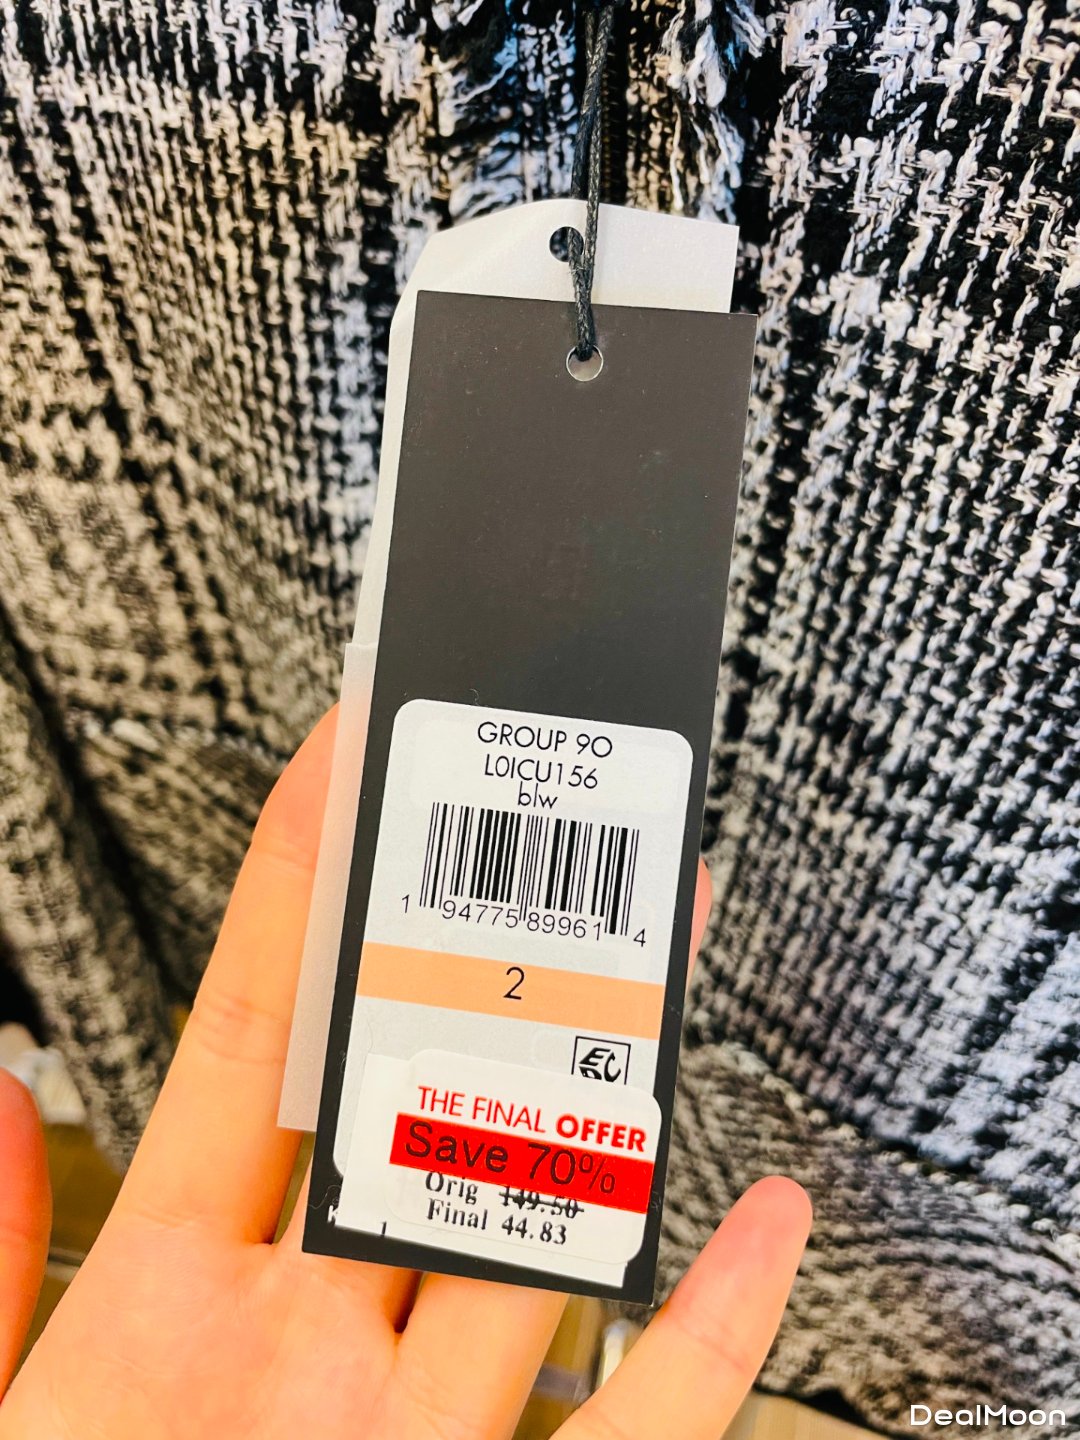 GROUP 90
L01CU156
blw
1 94775 89961 4
2
THE FINAL OFFER
Save 70%
Orig 149.50
Final 44.83
DealMoon